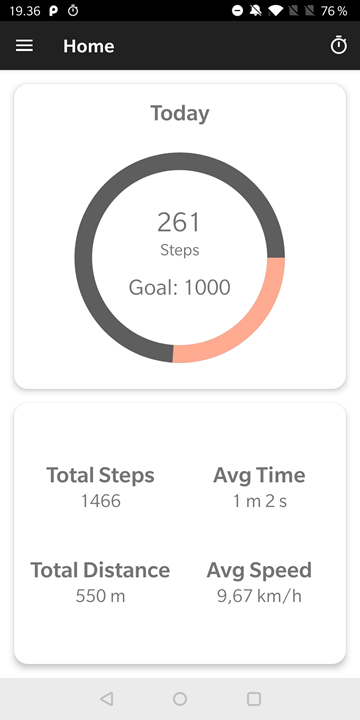 19.36 76 %
Home
Today
261
Steps
Goal: 1000
Total Steps Avg Time
1466 1 m 2 s
Total Distance Avg Speed
550 m 9,67 km/h